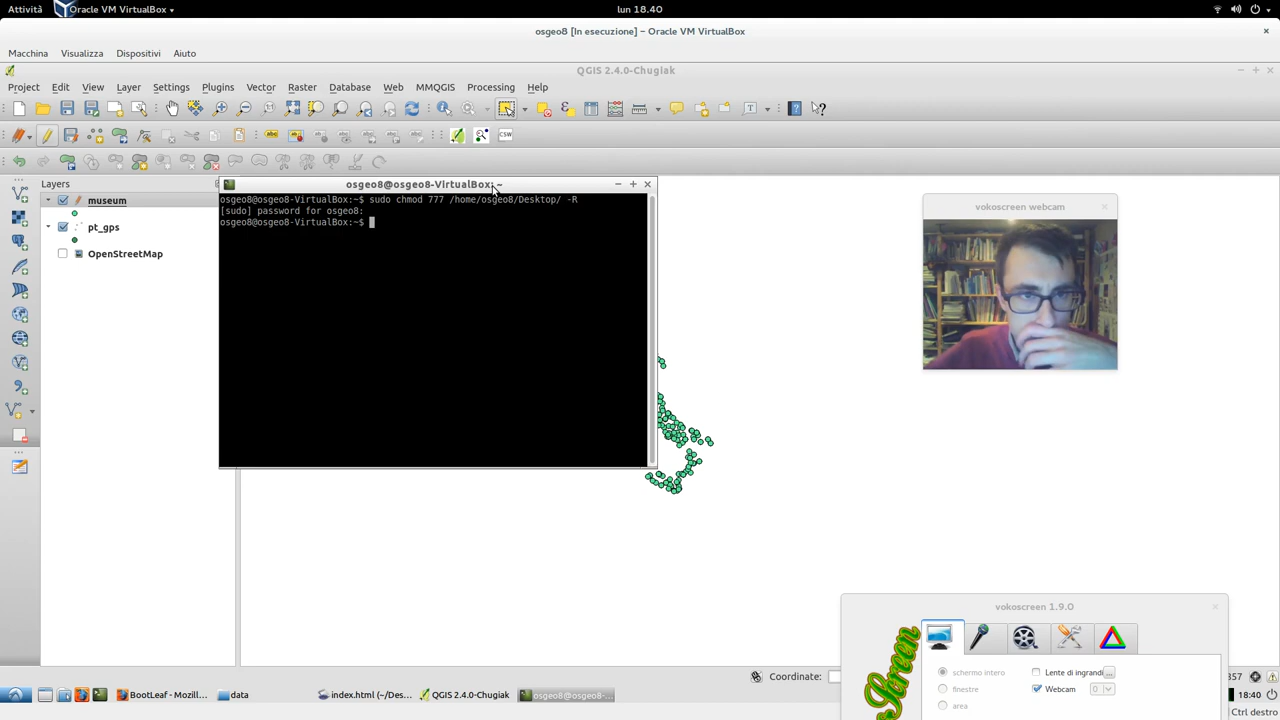 Attività
Oracle VM VirtualBox
lun 18.40
osgeo8 [In esecuzione] – Oracle VM VirtualBox
Macchina Visualizza Dispositivi Aiuto
QGIS 2.4.0-Chugiak
Project Edit View Layer Settings Plugins Vector Raster Database Web MMQGIS Processing Help
CSW
Layers
museum
pt_gps
OpenStreetMap
osgeo8@osgeo8-VirtualBox: ~
osgeo8@osgeo8-VirtualBox:~$ sudo chmod 777 /home/osgeo8/Desktop/ -R
[sudo] password for osgeo8:
osgeo8@osgeo8-VirtualBox:~$
vokoscreen webcam
vokoscreen 1.9.0
schermo intero
Lente di ingrandi
...
finestre
Webcam
0
area
Screen
Coordinate:
857
BootLeaf - Mozill...
data
index.html (~/Des...
QGIS 2.4.0-Chugiak
osgeo8@osgeo8-...
18:40
Ctrl destro